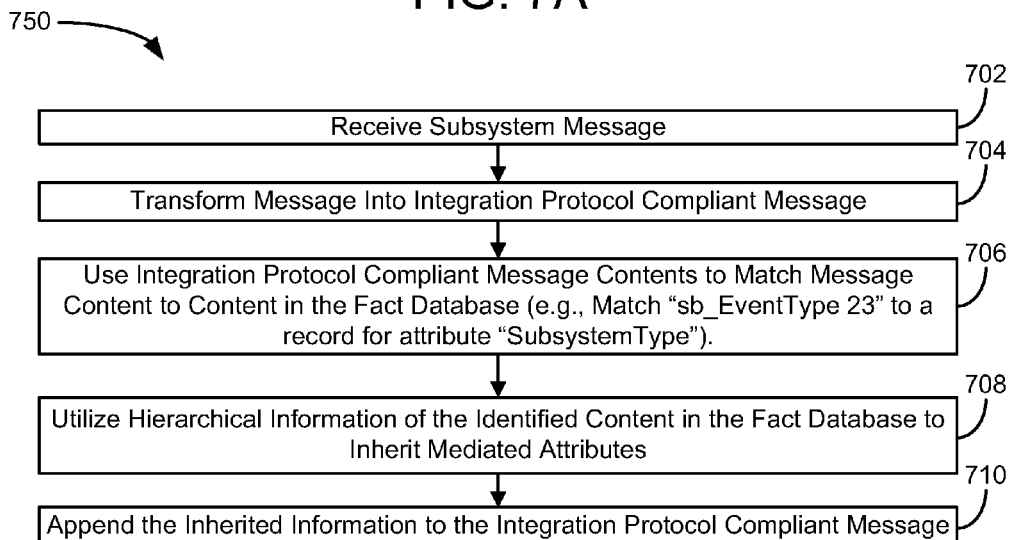 FIG. 7A
750
702
Receive Subsystem Message
704
Transform Message Into Integration Protocol Compliant Message
706
Use Integration Protocol Compliant Message Contents to Match Message
Content to Content in the Fact Database (e.g., Match “sb_EventType 23” to a
record for attribute “SubsystemType”).
708
Utilize Hierarchical Information of the Identified Content in the Fact Database to
Inherit Mediated Attributes
710
Append the Inherited Information to the Integration Protocol Compliant Message